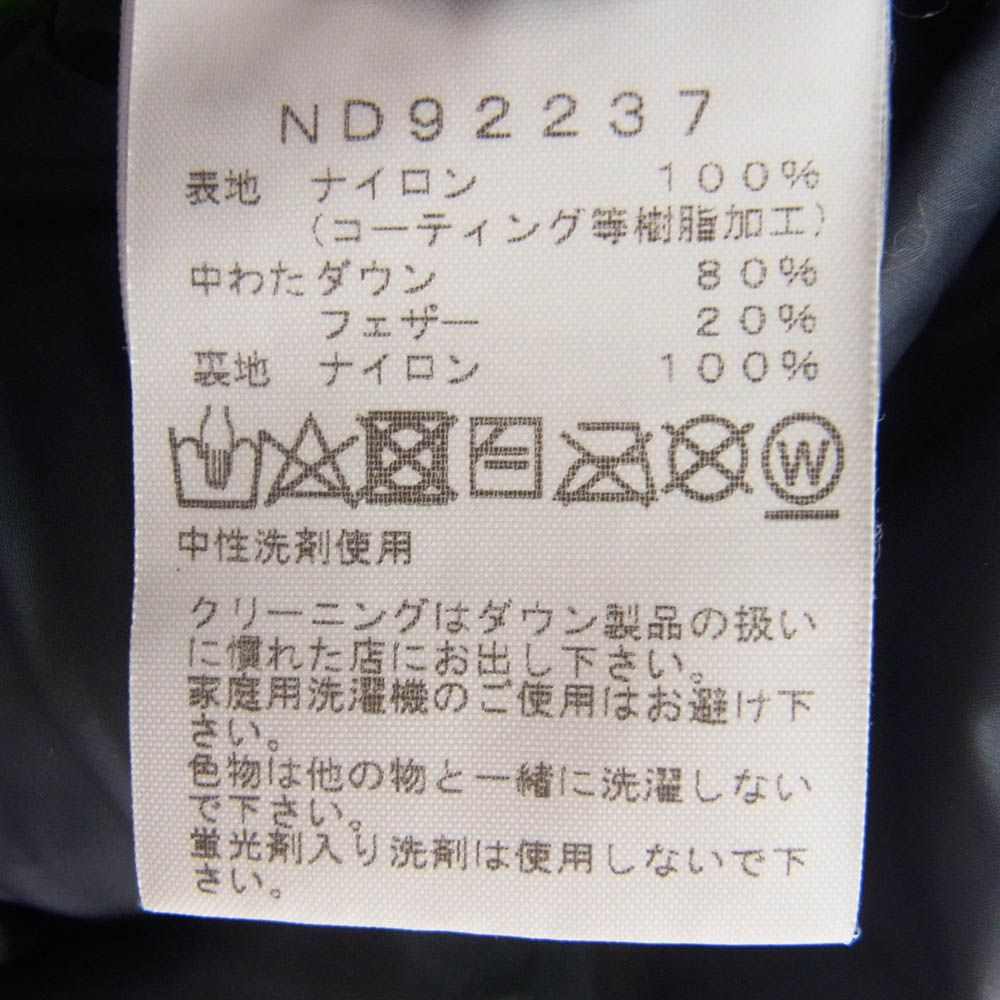 ND92237
表地 ナイロン 100%
(コーティング等樹脂加工)
中わたダウン 80%
フェザー 20%
裏地 ナイロン 100%
W
中性洗剤使用
クリーニングはダウン製品の扱い
に慣れた店にお出し下さい。
家庭用洗濯機のご使用はお避け下
さい。
色物は他の物と一緒に洗濯しない
で下さい。
蛍光剤入り洗剤は使用しないで下
さい。